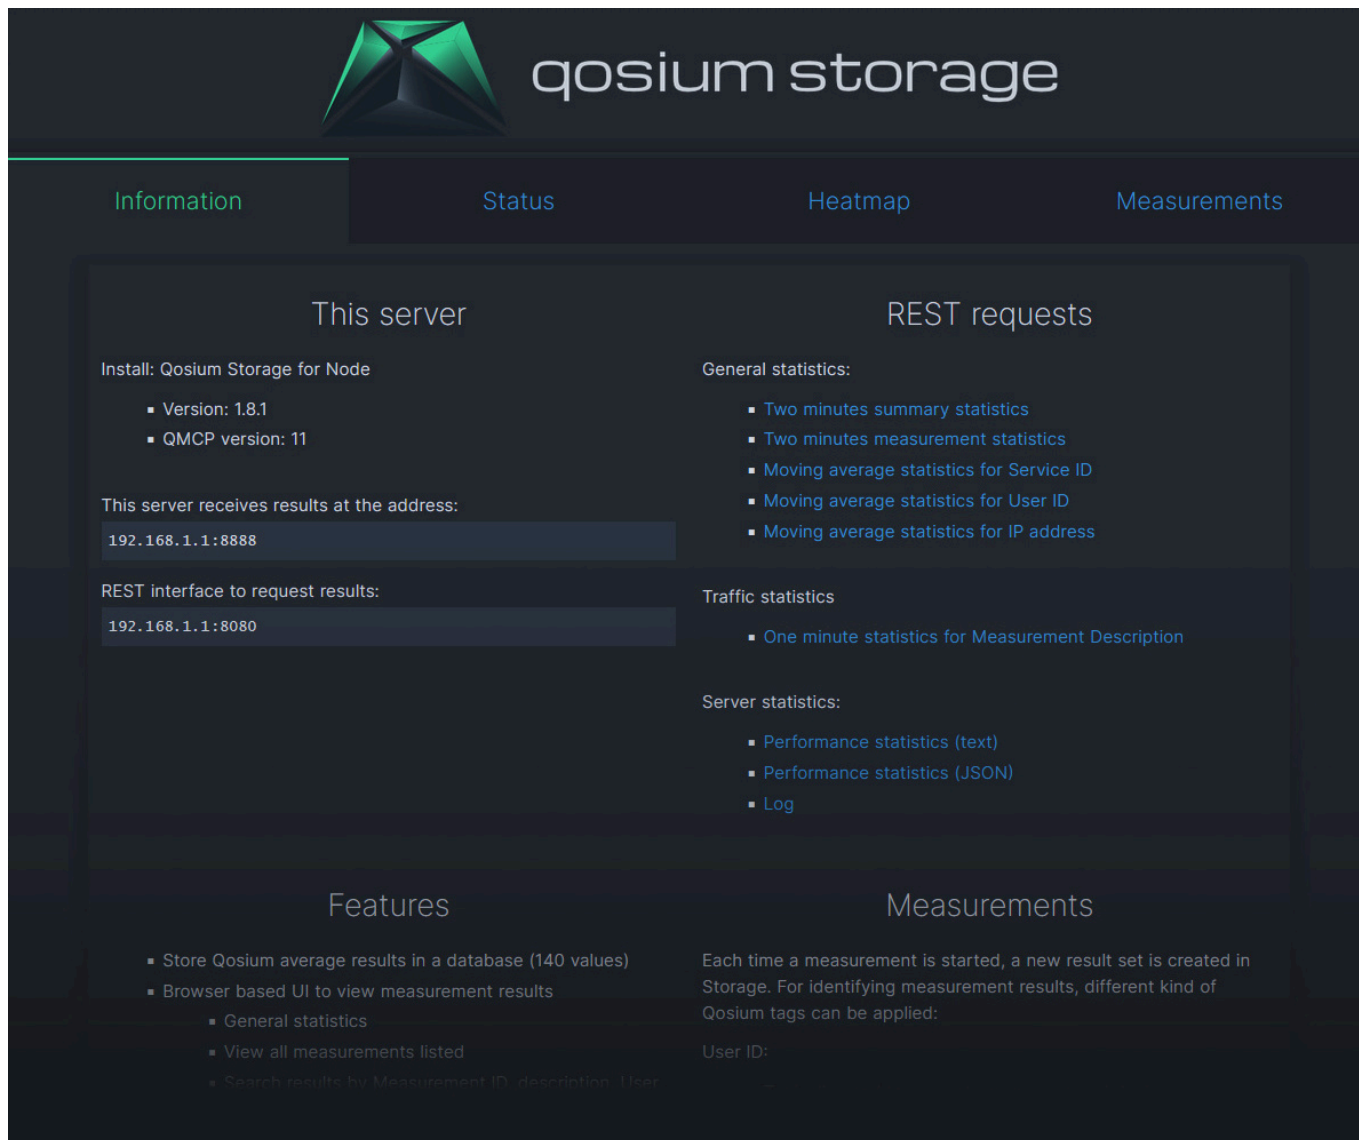 qosium storage
Information
Status
Heatmap
Measurements
This server
Install: Qosium Storage for Node
Version: 1.8.1
QMCP version: 11
This server receives results at the address:
192.168.1.1:8888
REST interface to request results:
192.168.1.1:8080
REST requests
General statistics:
Two minutes summary statistics
Two minutes measurement statistics
Moving average statistics for Service ID
Moving average statistics for User ID
Moving average statistics for IP address
Traffic statistics
One minute statistics for Measurement Description
Server statistics:
Performance statistics (text)
Performance statistics (JSON)
Log
Features
Store Qosium average results in a database (140 values)
Browser based UI to view measurement results
General statistics
View all measurements listed
Search results by Measurement ID, description, User
Measurements
Each time a measurement is started, a new result set is created in
Storage. For identifying measurement results, different kind of
Qosium tags can be applied:
User ID: